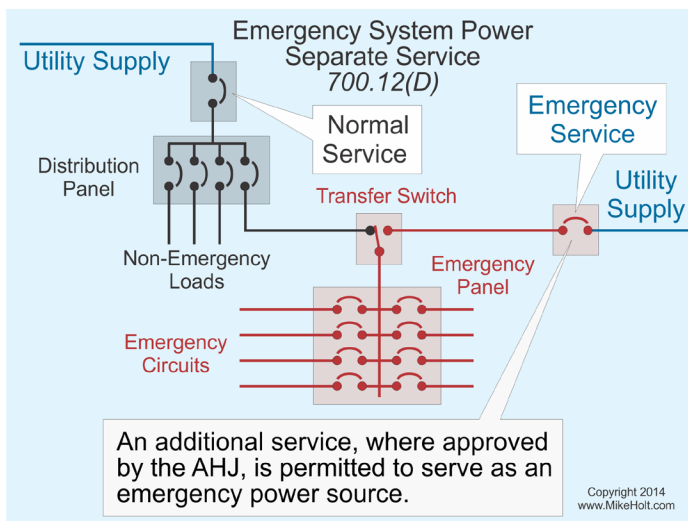 Emergency System Power
Separate Service
700.12(D)
Utility Supply
Normal
Service
Emergency
Service
Distribution
Panel
Utility
Supply
Transfer Switch
Non-Emergency
Loads
Emergency
Panel
Emergency
Circuits
An additional service, where approved
by the AHJ, is permitted to serve as an
emergency power source.
Copyright 2014
www.MikeHolt.com